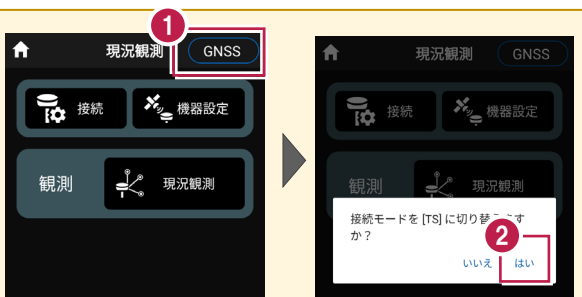 1
現況観測
GNSS
接続
機器設定
観測
現況観測
現況観測
GNSS
接続
機器設定
観測
現況観測
接続モードを [TS] に切り替えます
か？
2
いいえ
はい